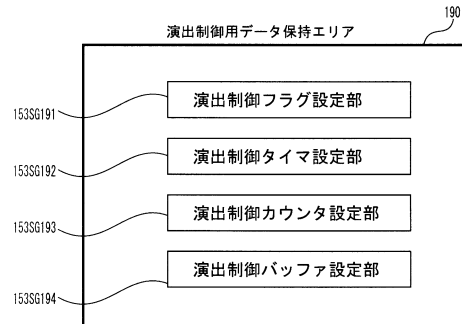 190
演出制御用データ保持エリア
演出制御フラグ設定部
153SG191
演出制御タイマ設定部
153SG192
演出制御カウンタ設定部
153SG193
演出制御バッファ設定部
153SG194